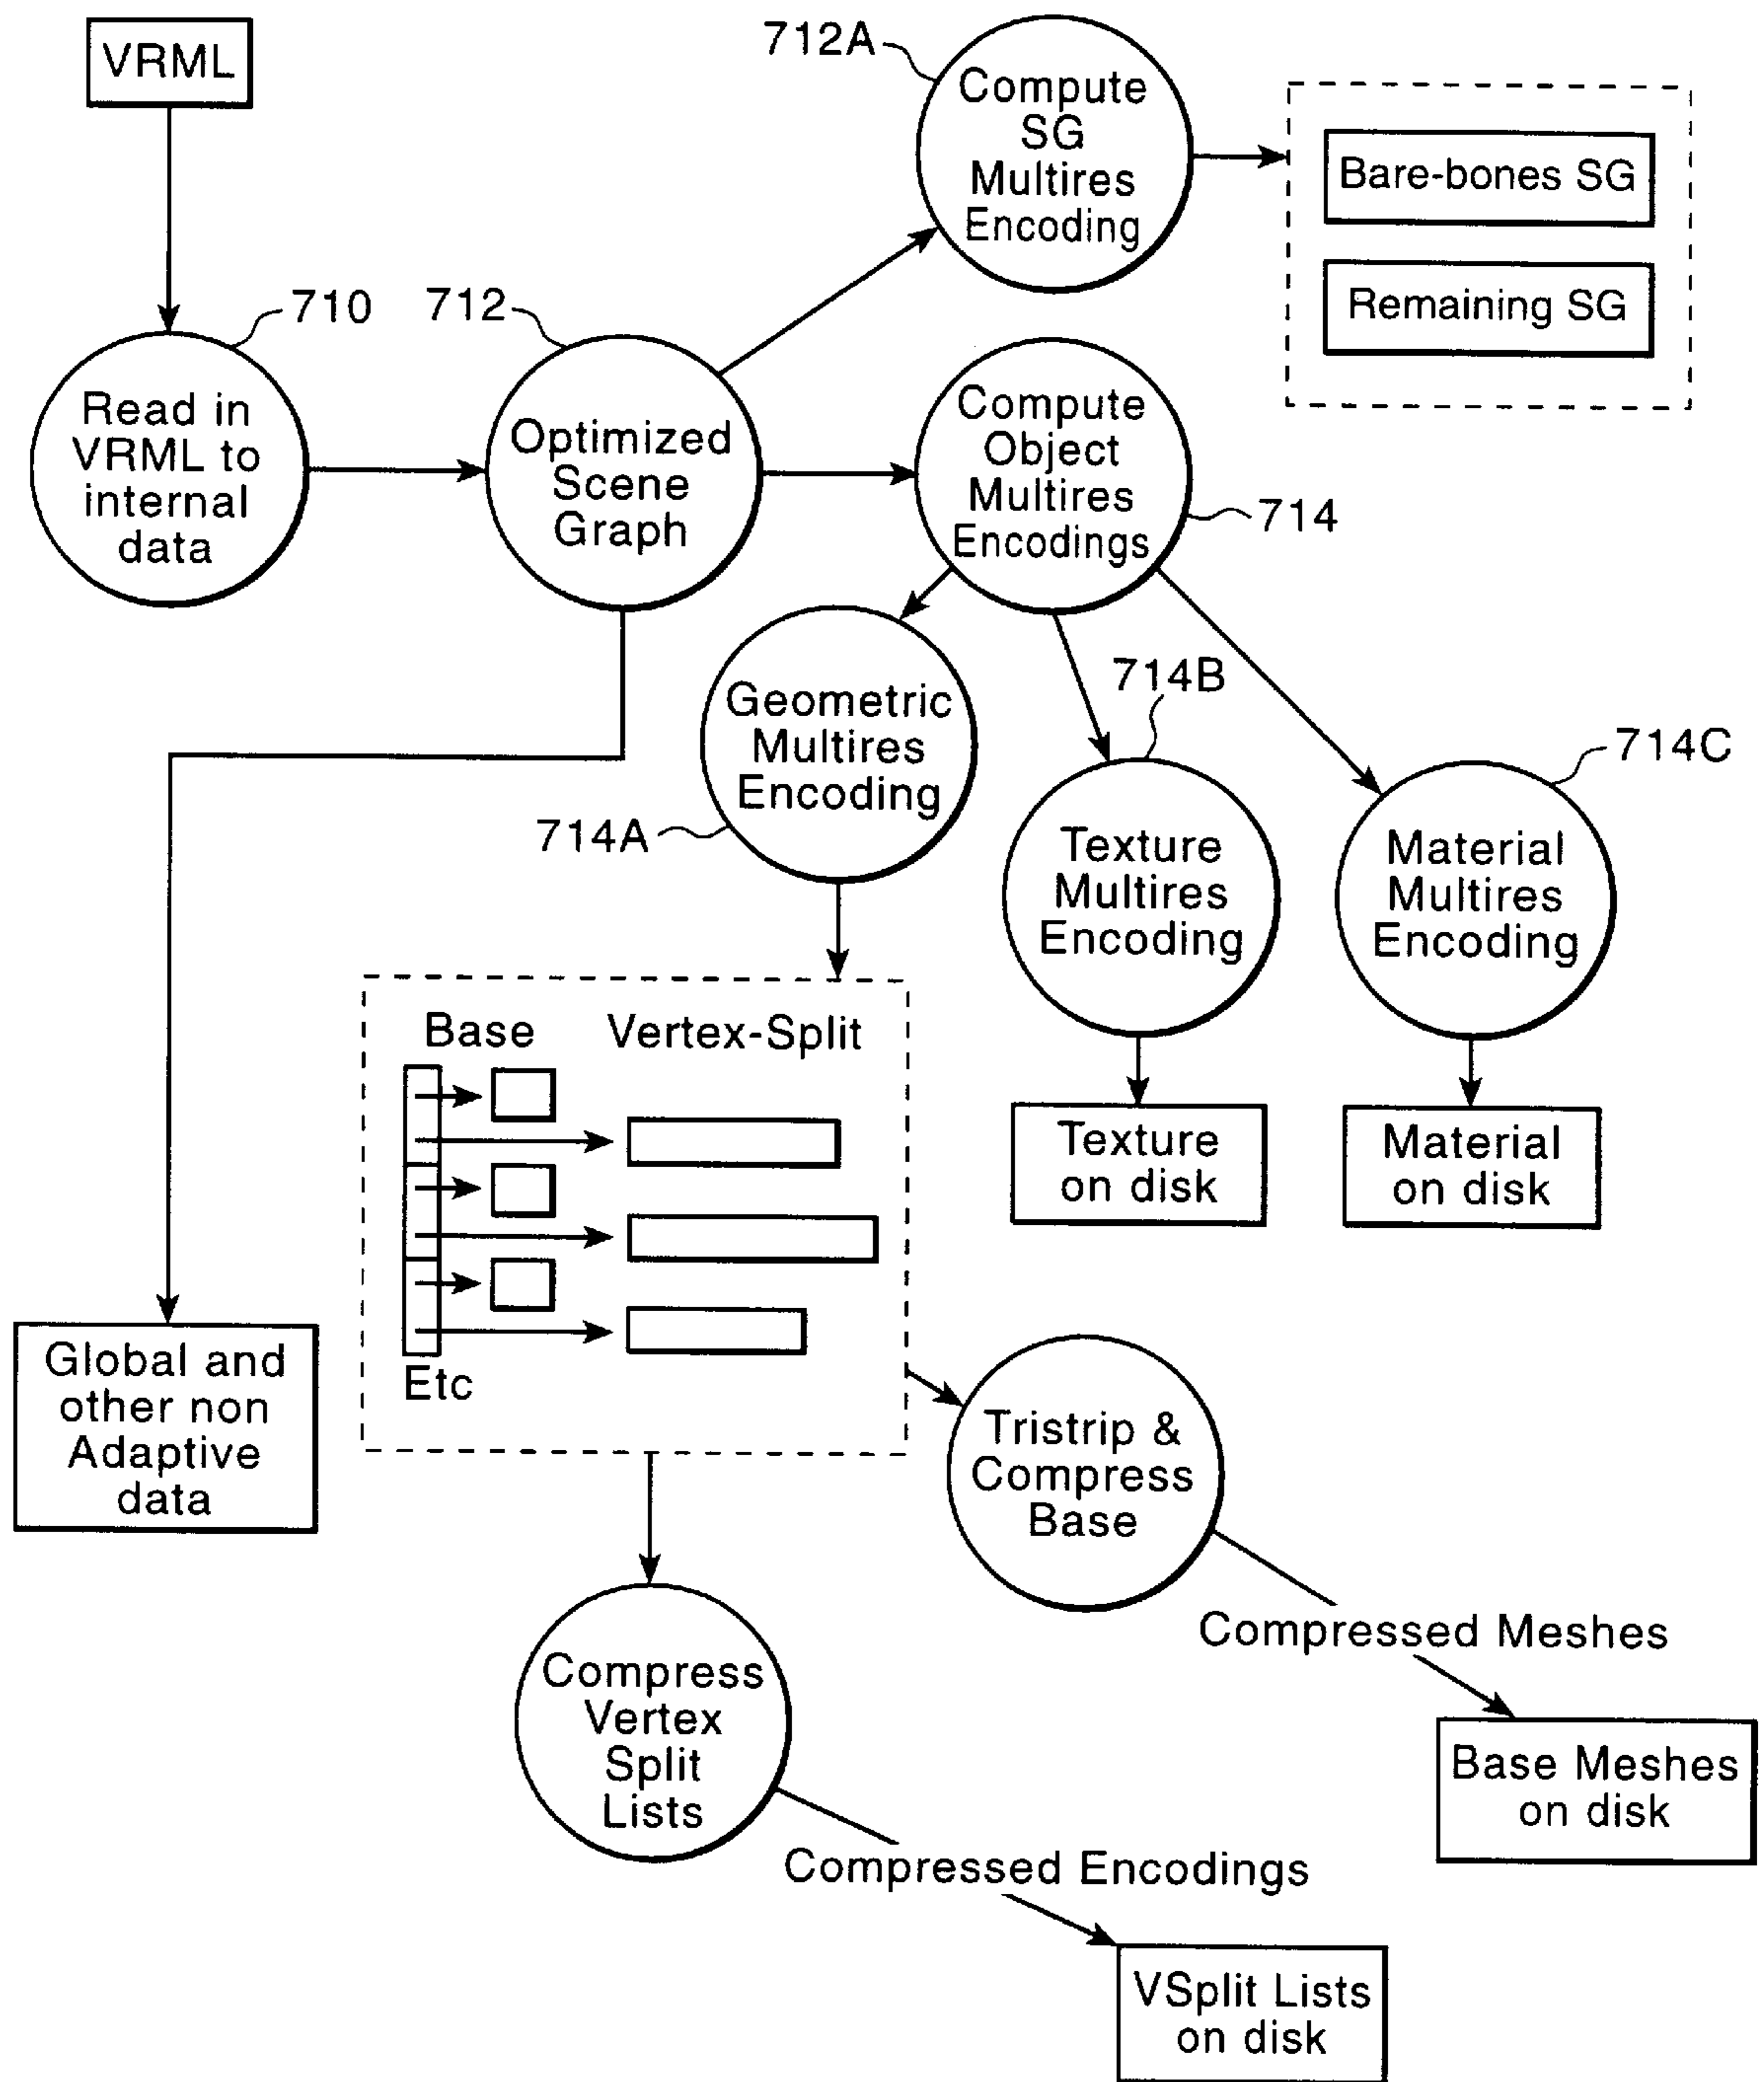 VRML
712A
Compute
SG
Multires
Encoding
Bare-bones SG
Remaining SG
710
712
Read in
VRML to
internal
data
Optimized
Scene
Graph
Compute
Object
Multires
Encodings
714
Geometric
Multires
Encoding
714A
714B
714C
Texture
Multires
Encoding
Material
Multires
Encoding
Base
Vertex-Split
Etc
Texture
on disk
Material
on disk
Global and
other non
Adaptive
data
Tristrip &
Compress
Base
Compressed Meshes
Compress
Vertex
Split
Lists
Base Meshes
on disk
Compressed Encodings
VSplit Lists
on disk